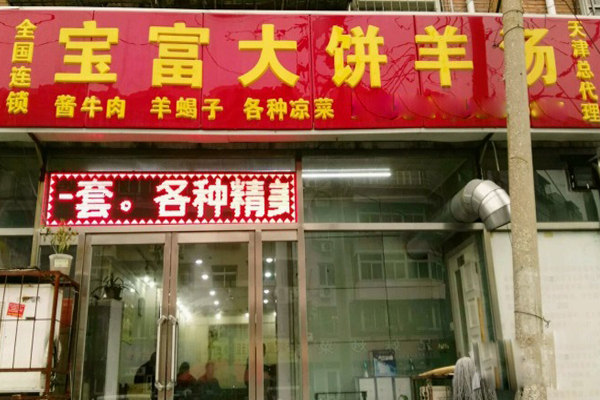 全国连锁
宝富大饼羊汤
天津总代理
酱牛肉 羊蝎子 各种凉菜
一套。各种精美